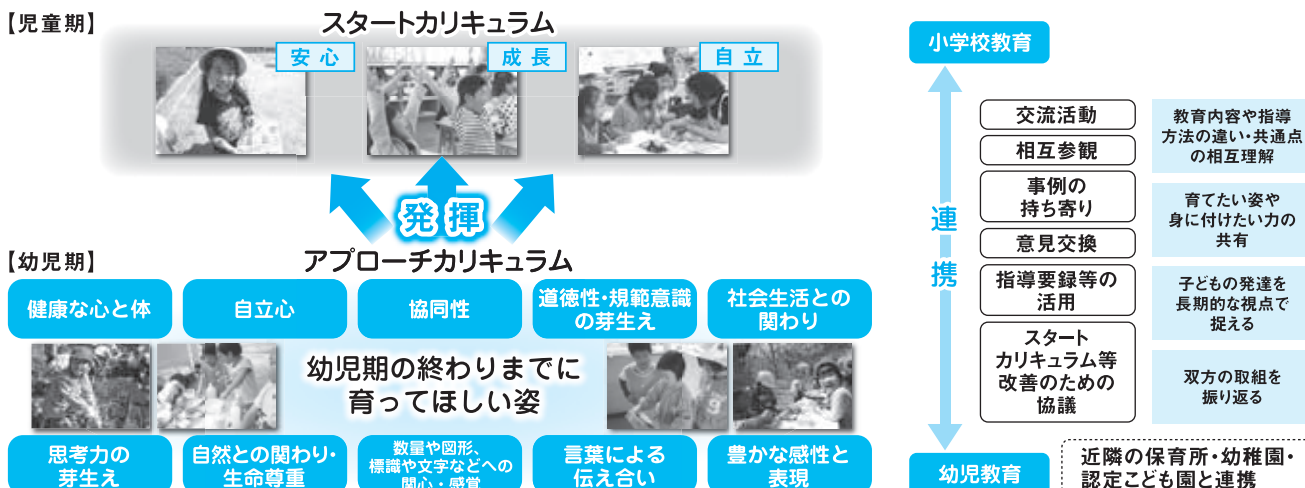 【児童期】
スタートカリキュラム
安心
成長
自立
発揮
【幼児期】
アプローチカリキュラム
健康な心と体
自立心
協同性
道徳性・規範意識
の芽生え
社会生活との
関わり
幼児期の終わりまでに
育ってほしい姿
思考力の
芽生え
自然との関わり・
生命尊重
数量や図形、
標識や文字などへの
関心・感覚
言葉による
伝え合い
豊かな感性と
表現
小学校教育
連携
交流活動
相互参観
事例の
持ち寄り
意見交換
指導要録等の
活用
スタート
カリキュラム等
改善のための
協議
教育内容や指導
方法の違い・共通点
の相互理解
育てたい姿や
身に付けたい力の
共有
子どもの発達を
長期的な視点で
捉える
双方の取組を
振り返る
幼児教育
近隣の保育所・幼稚園・
認定こども園と連携